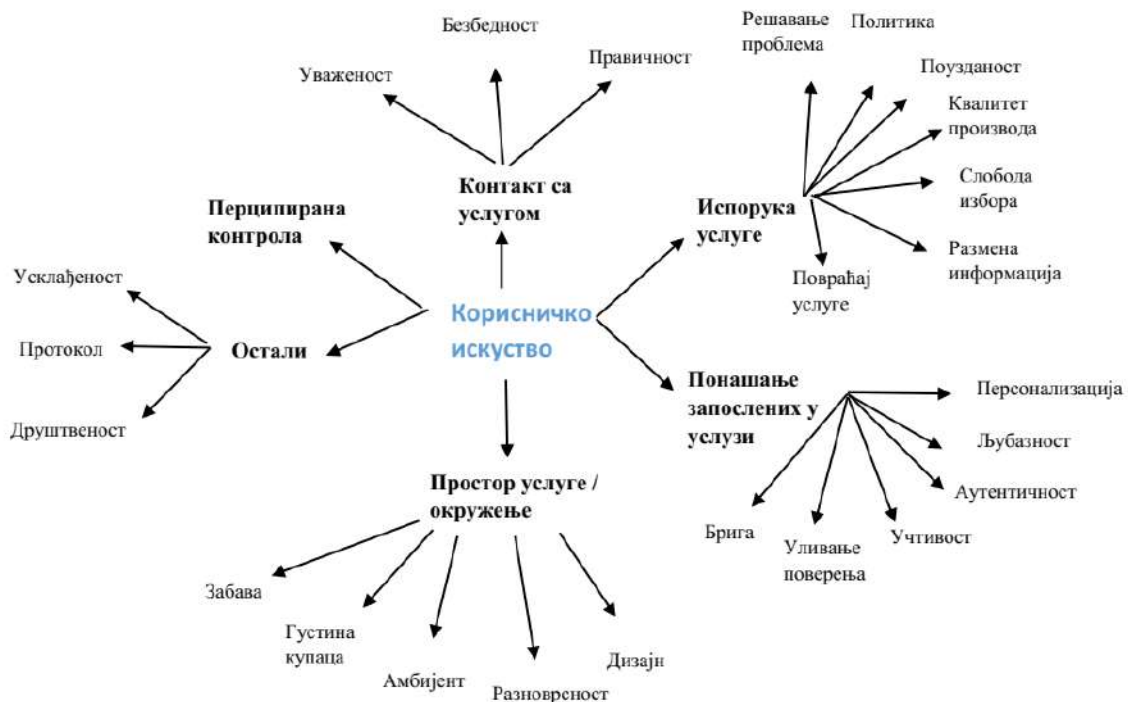 Безбедност
Уваженост
Правичност
Контакт са
услугом
Решавање
проблема
Политика
Поузданост
Квалитет
производа
Слобода
избора
Размена
информација
Повраћај
услуге
Испорука
услуге
Перципирана
контрола
Корисничко
искуство
Усклађеност
Протокол
Друштвеност
Остали
Понашање
запослених у
услузи
Персонализација
Љубазност
Аутентичност
Учтивост
Уливање
поверења
Брига
Простор услуге /
окружење
Забава
Густина
купаца
Амбијент
Разноврсност
Дизајн